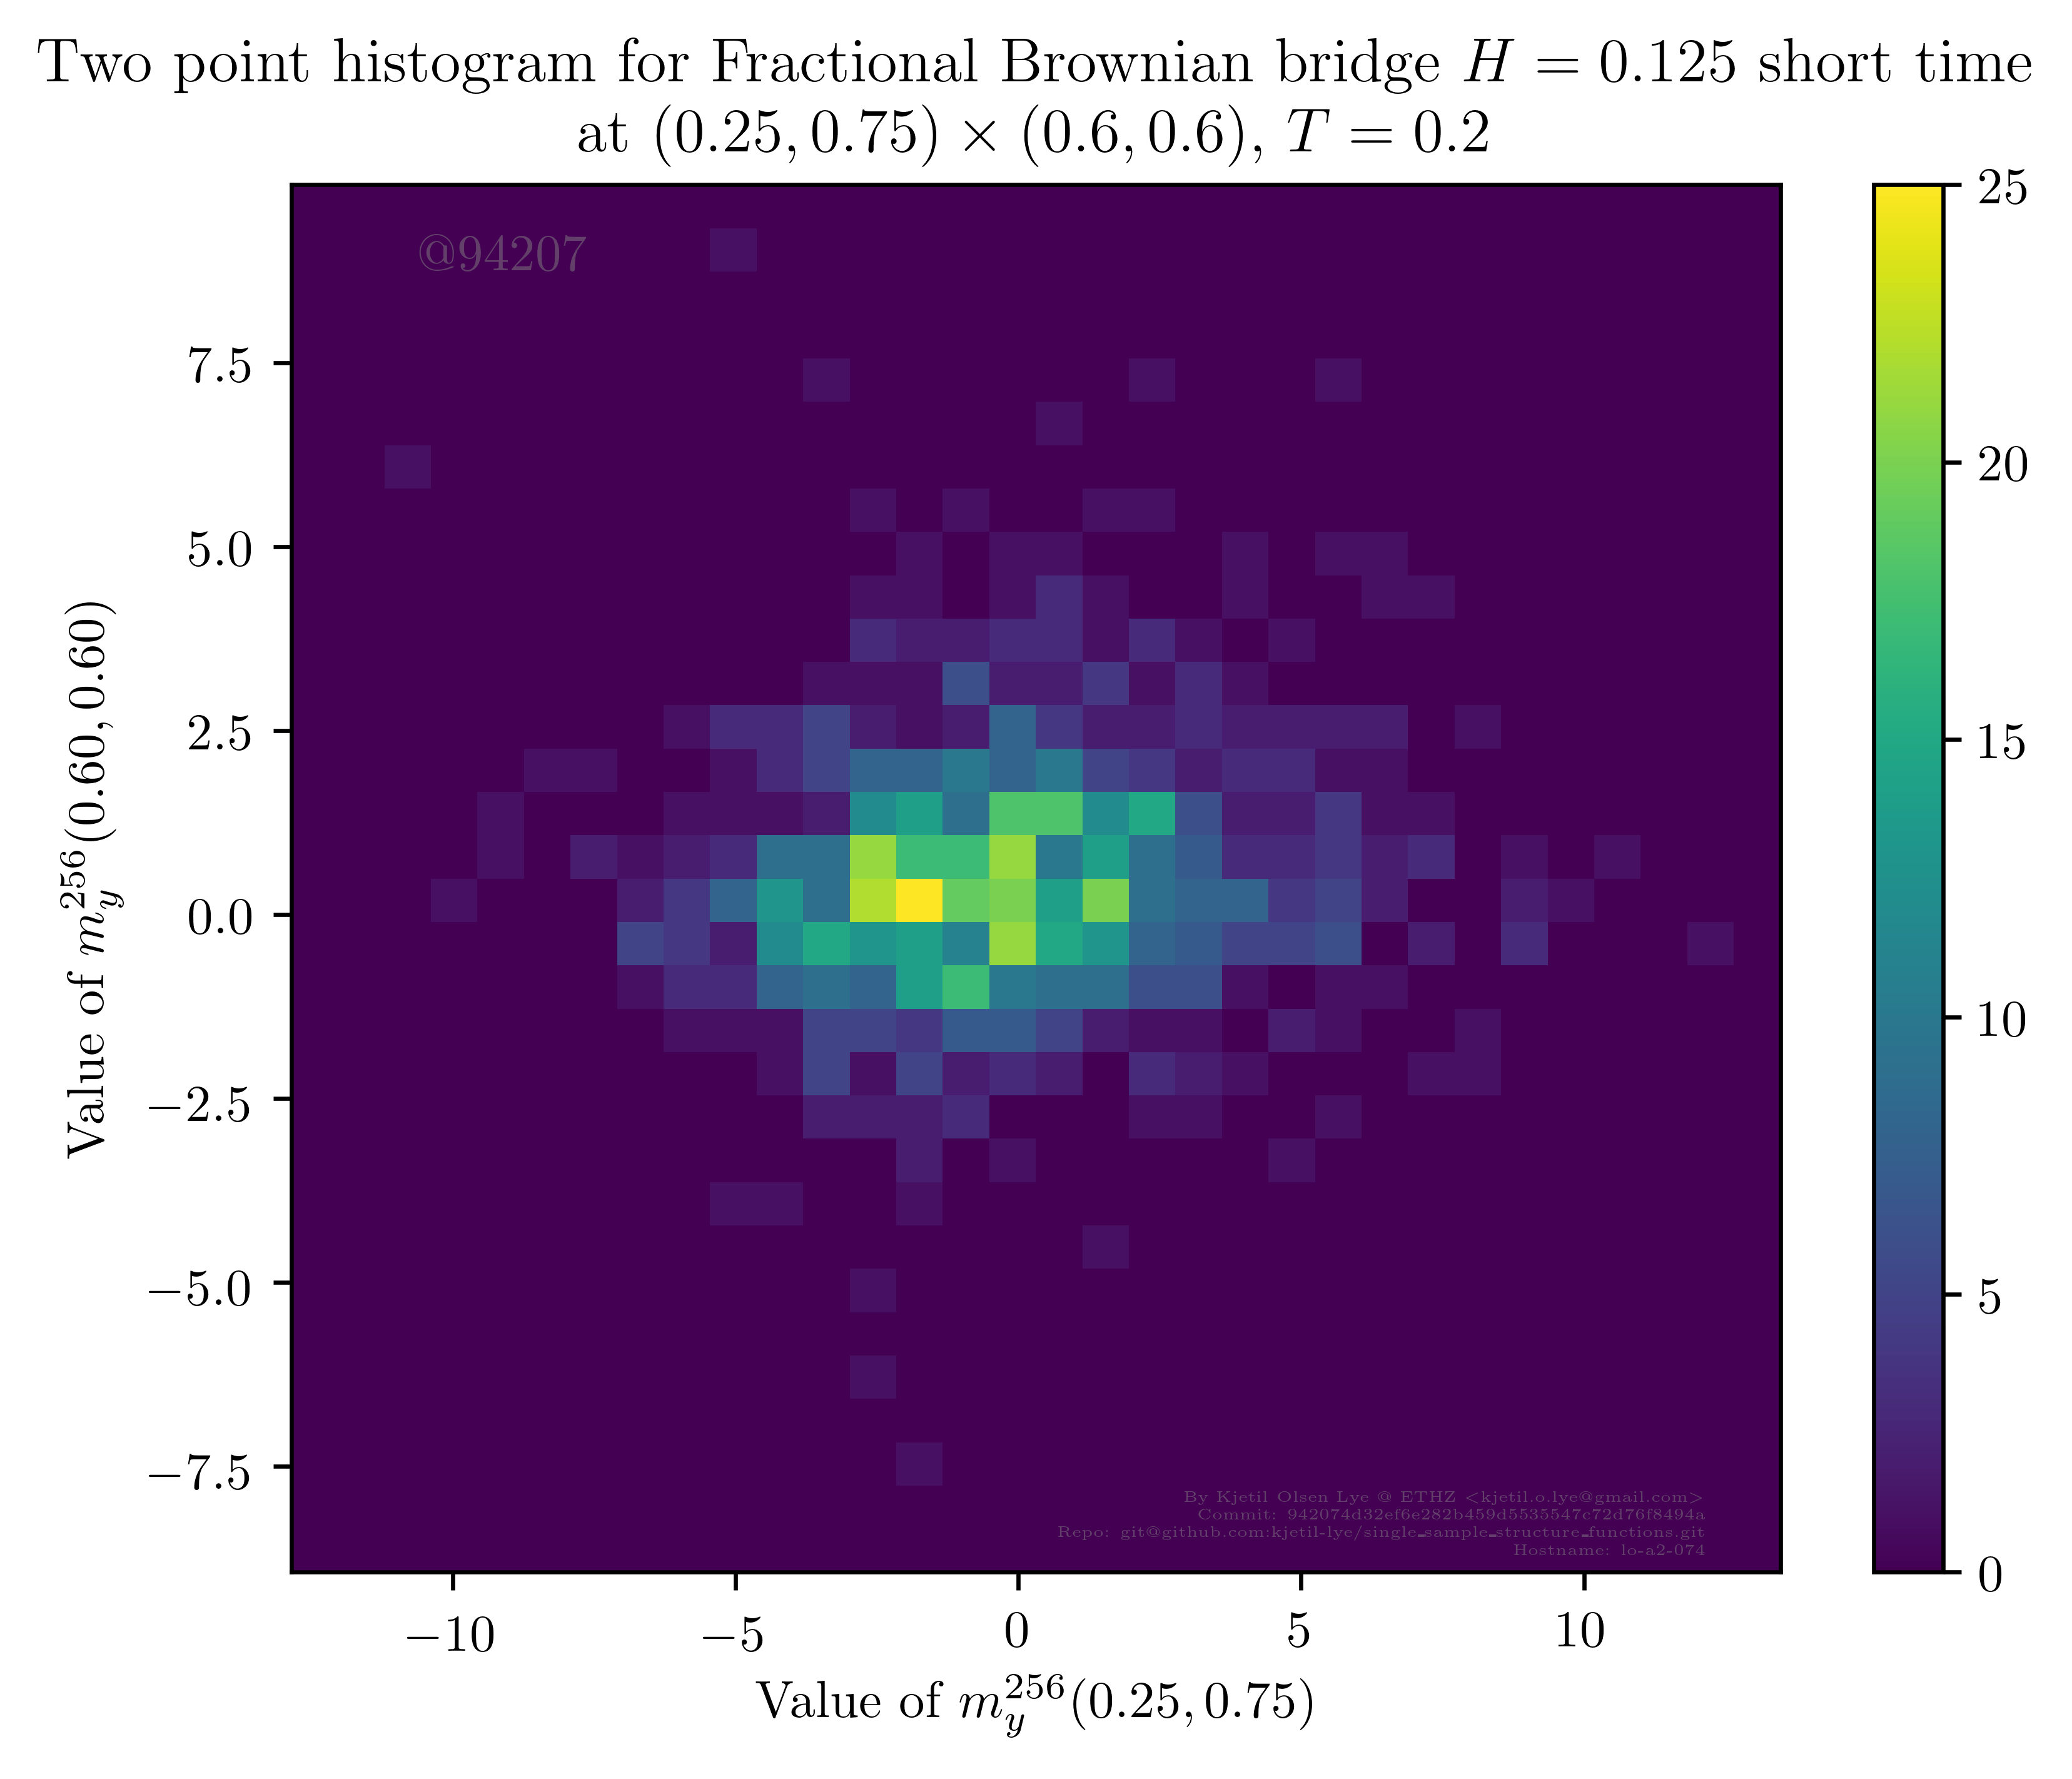 Two point histogram for Fractional Brownian bridge H = 0.125 short time
at (0.25, 0.75) × (0.6, 0.6), T = 0.2
@94207
7.5
5.0
2.5
0.0
−2.5
−5.0
−7.5
Value of m_y^256(0.60, 0.60)
−10
−5
0
5
10
Value of m_y^256(0.25, 0.75)
25
20
15
10
5
0
By Kjetil Olsen Lye @ ETHZ <kjetil.o.lye@gmail.com>
Commit: 942074d32ef6e282b459d5535547c72d76f8494a
Repo: git@github.com:kjetil-lye/single_sample_structure_functions.git
Hostname: lo-a2-074